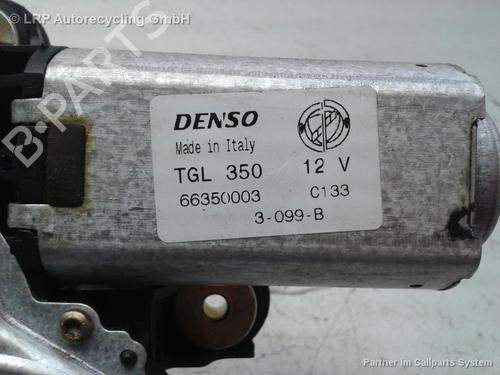 © LRP Autorecycling GmbH
B-PARTS
DENSO
Made in Italy
TGL 350 12 V
66350003 C133
3-099-B
Partner im Callparts System